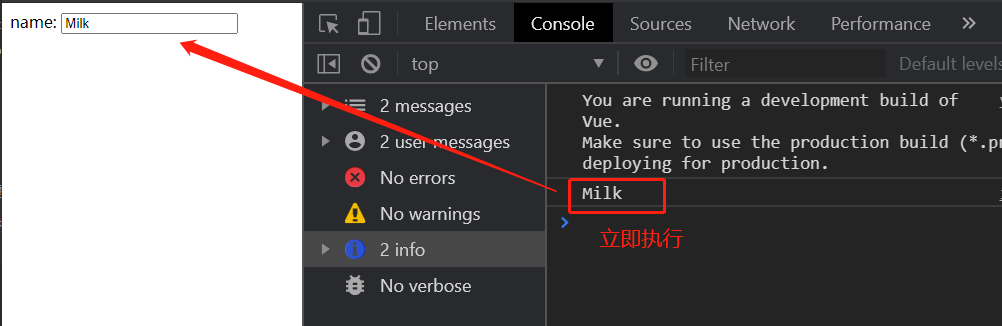 name: Milk
Elements Console Sources Network Performance
top Filter Default levels
2 messages
2 user messages
No errors
No warnings
2 info
No verbose
You are running a development build of
Vue.
Make sure to use the production build (*.pr
deploying for production.
Milk
立即执行